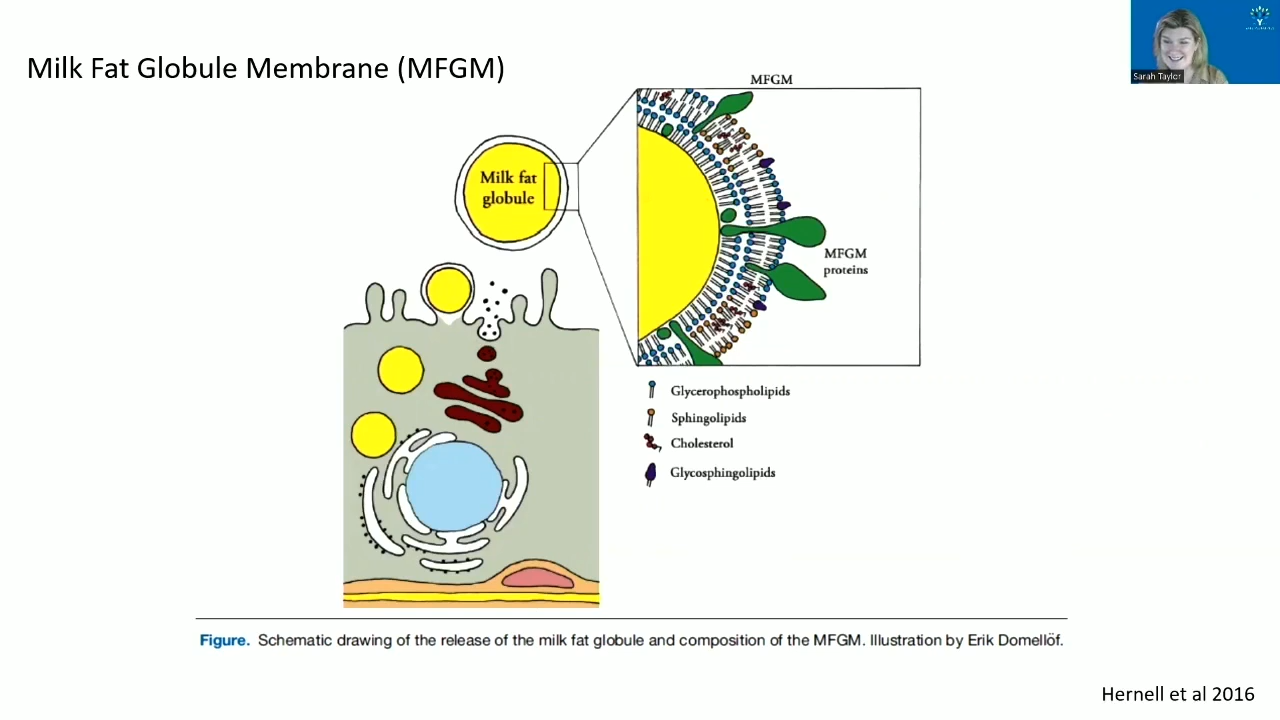 Milk Fat Globule Membrane (MFGM)
Sarah Taylor
MFGM
Milk fat
globule
MFGM
proteins
Glycerophospholipids
Sphingolipids
Cholesterol
Glycosphingolipids
Figure. Schematic drawing of the release of the milk fat globule and composition of the MFGM. Illustration by Erik Domellöf.
Hernell et al 2016